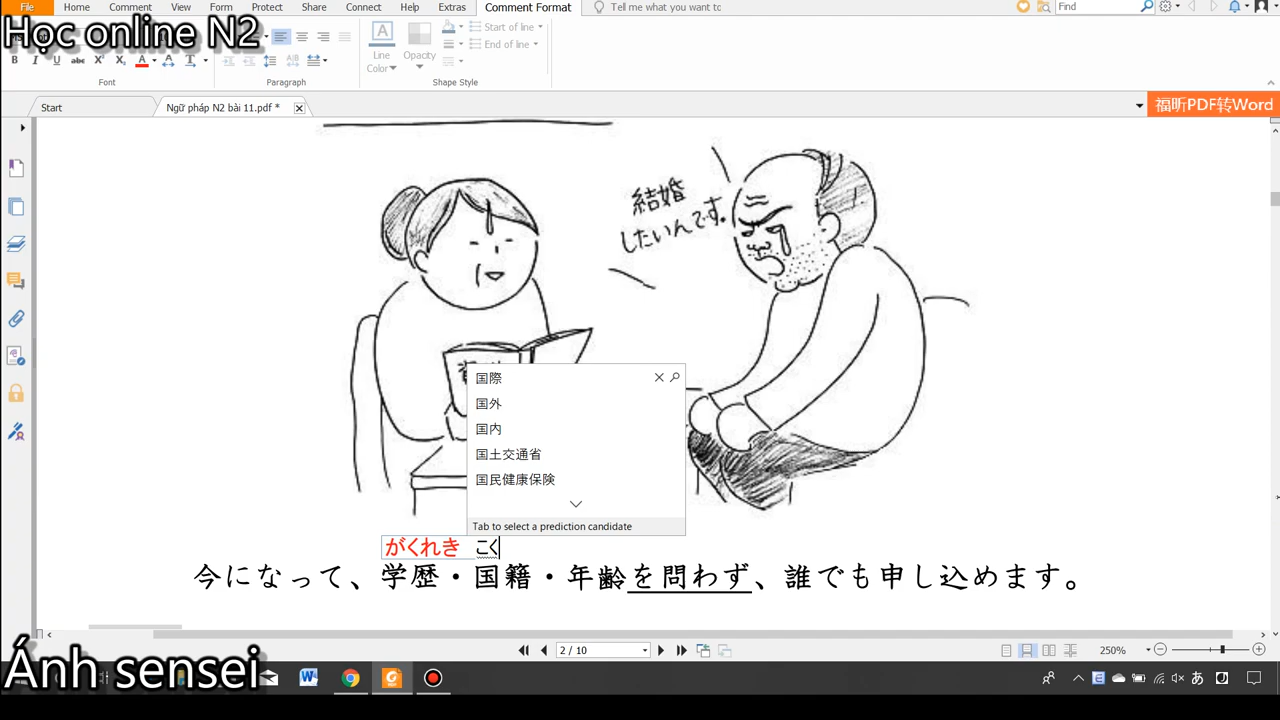 File Home Comment View Form Protect Share Connect Help Extras Comment Format Tell me what you want to Find
Học online N2
Line Color
Opacity
Start of line
End of line
Font Paragraph Shape Style
Start
Ngữ pháp N2 bài 11.pdf *
福昕PDF转Word
結婚
したいんです。
国際
国外
国内
国土交通省
国民健康保険
Tab to select a prediction candidate
がくれき こく
今になって、学歴・国籍・年齢を問わず、誰でも申し込めます。
2 / 10
250%
Ánh sensei